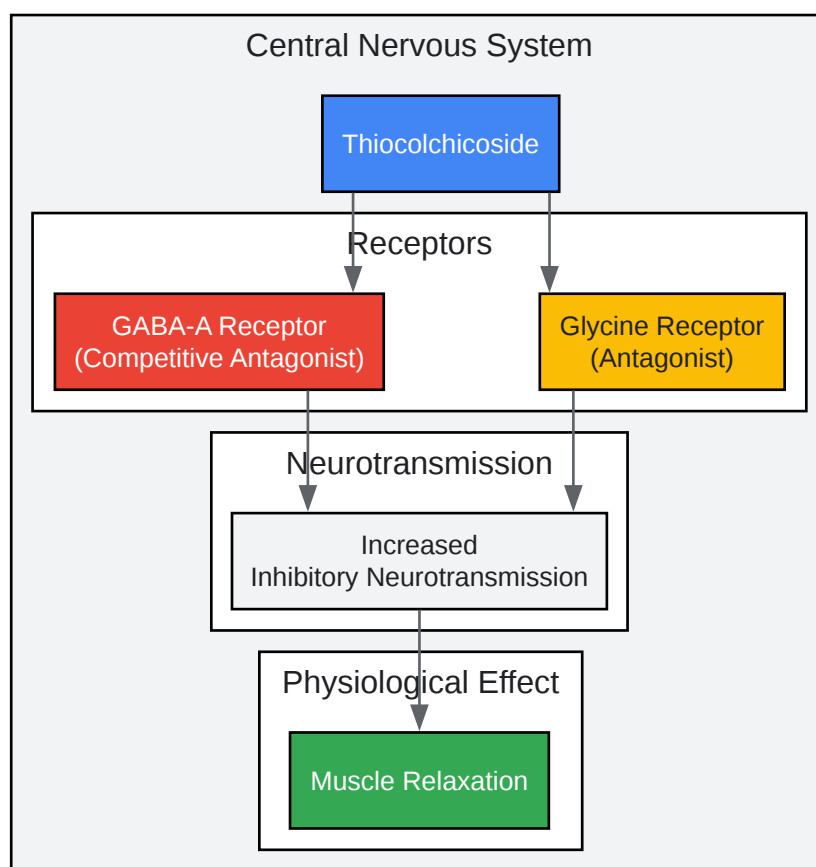 Central Nervous System
Thiocolchicoside
Receptors
GABA-A Receptor
(Competitive Antagonist)
Glycine Receptor
(Antagonist)
Neurotransmission
Increased
Inhibitory Neurotransmission
Physiological Effect
Muscle Relaxation